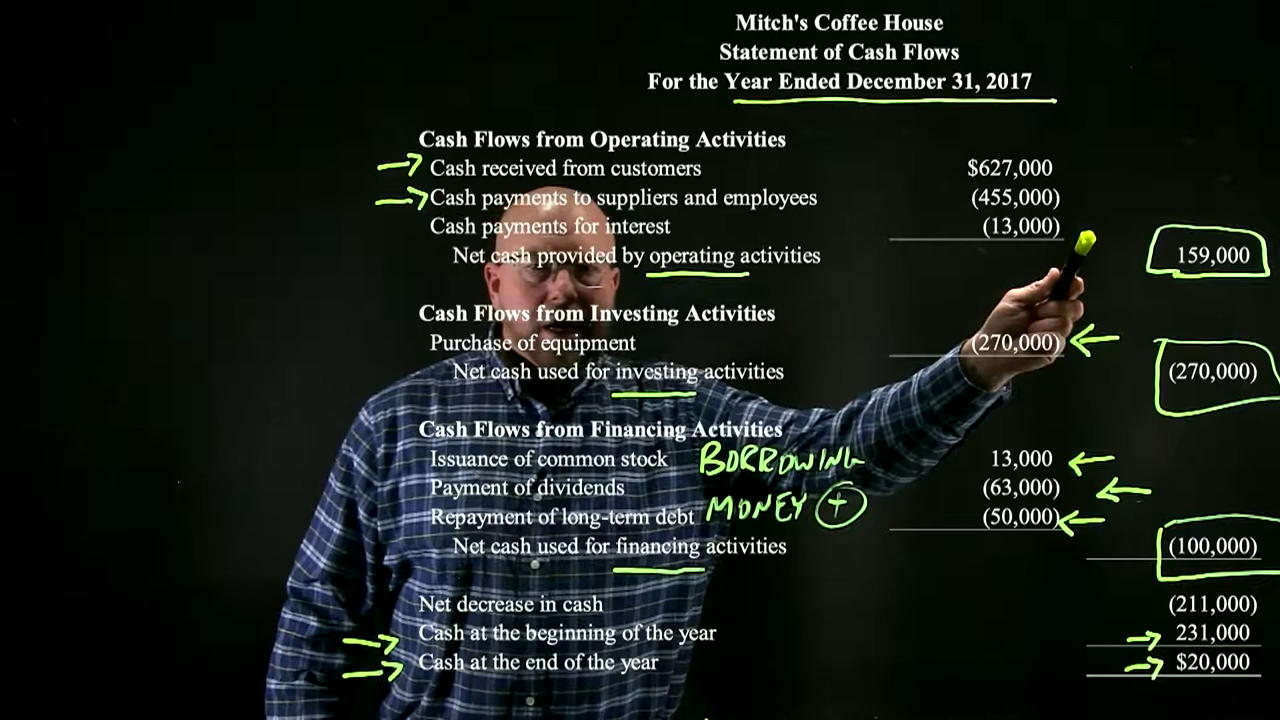 Mitch's Coffee House
Statement of Cash Flows
For the Year Ended December 31, 2017
Cash Flows from Operating Activities
Cash received from customers $627,000
Cash payments to suppliers and employees (455,000)
Cash payments for interest (13,000)
Net cash provided by operating activities 159,000
Cash Flows from Investing Activities
Purchase of equipment (270,000)
Net cash used for investing activities (270,000)
Cash Flows from Financing Activities
Issuance of common stock BORROWING 13,000
Payment of dividends MONEY + (63,000)
Repayment of long-term debt (50,000)
Net cash used for financing activities (100,000)
Net decrease in cash (211,000)
Cash at the beginning of the year 231,000
Cash at the end of the year $20,000